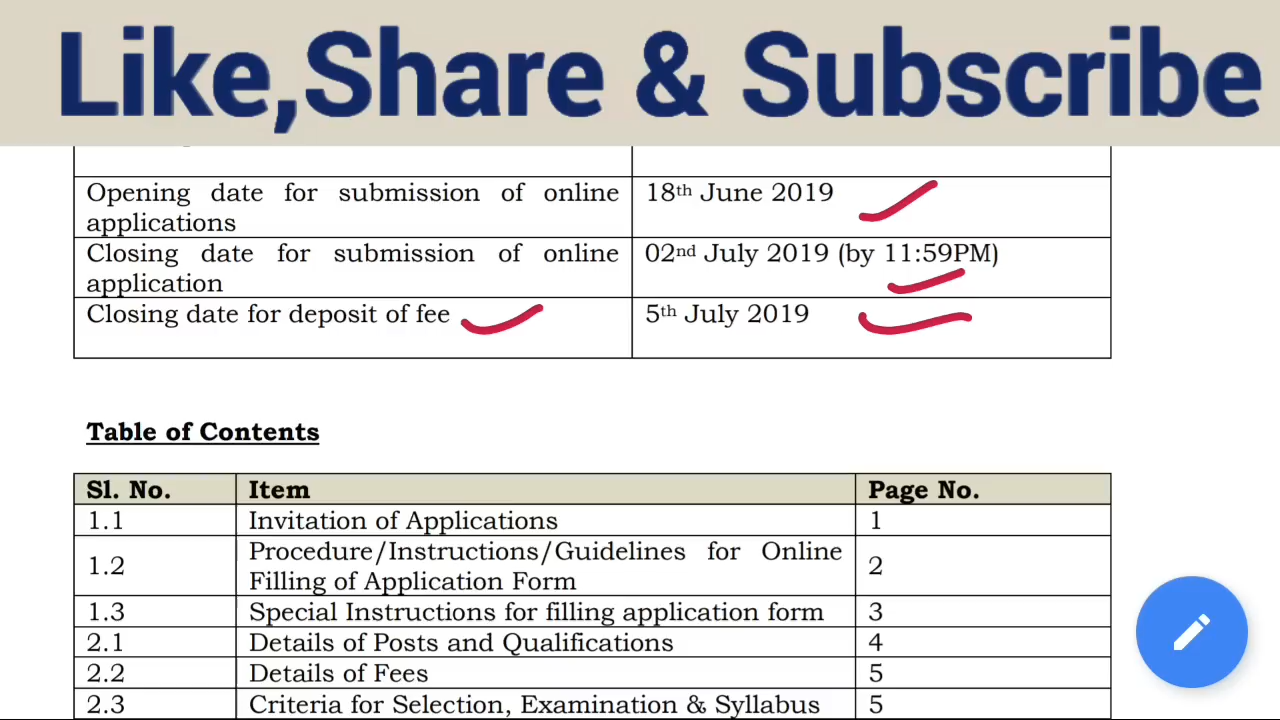 Like,Share & Subscribe
Opening date for submission of online
applications
18th June 2019
Closing date for submission of online
application
02nd July 2019 (by 11:59PM)
Closing date for deposit of fee
5th July 2019
Table of Contents
Sl. No. Item Page No.
1.1 Invitation of Applications 1
1.2 Procedure/Instructions/Guidelines for Online
Filling of Application Form 2
1.3 Special Instructions for filling application form 3
2.1 Details of Posts and Qualifications 4
2.2 Details of Fees 5
2.3 Criteria for Selection, Examination & Syllabus 5